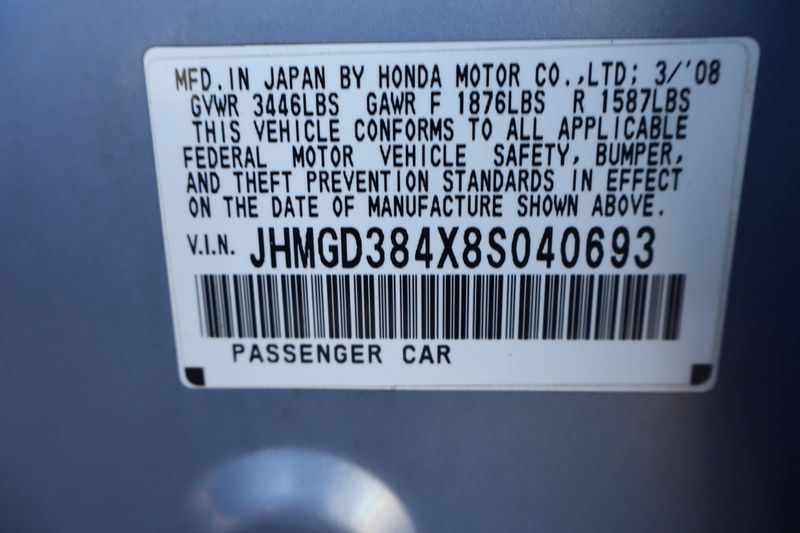 MFD. IN JAPAN BY HONDA MOTOR CO.,LTD; 3/'08
GVWR 3446LBS GAWR F 1876LBS R 1587LBS
THIS VEHICLE CONFORMS TO ALL APPLICABLE
FEDERAL MOTOR VEHICLE SAFETY, BUMPER,
AND THEFT PREVENTION STANDARDS IN EFFECT
ON THE DATE OF MANUFACTURE SHOWN ABOVE.
V.I.N. JHMGD384X8S040693
PASSENGER CAR